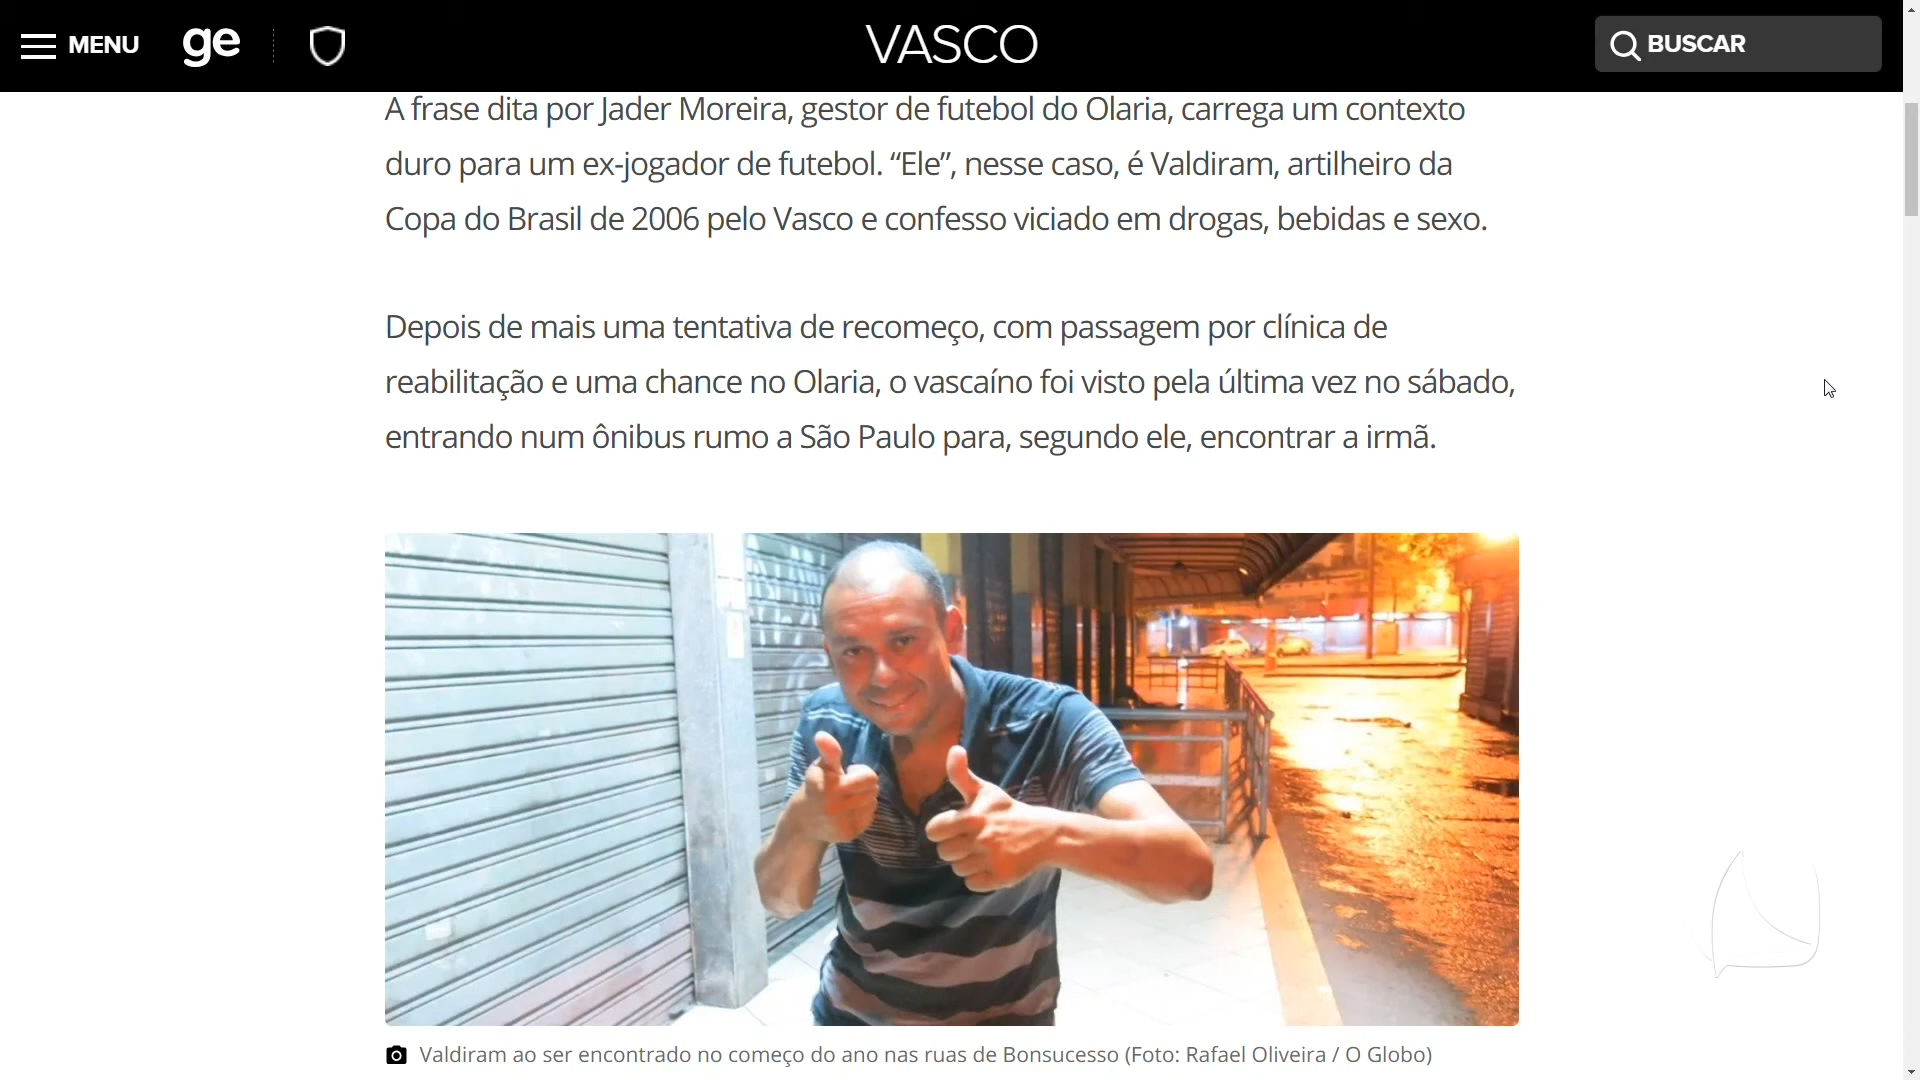 MENU ge VASCO BUSCAR
A frase dita por Jader Moreira, gestor de futebol do Olaria, carrega um contexto
duro para um ex-jogador de futebol. “Ele”, nesse caso, é Valdiram, artilheiro da
Copa do Brasil de 2006 pelo Vasco e confesso viciado em drogas, bebidas e sexo.
Depois de mais uma tentativa de recomeço, com passagem por clínica de
reabilitação e uma chance no Olaria, o vascaíno foi visto pela última vez no sábado,
entrando num ônibus rumo a São Paulo para, segundo ele, encontrar a irmã.
Valdiram ao ser encontrado no começo do ano nas ruas de Bonsucesso (Foto: Rafael Oliveira / O Globo)